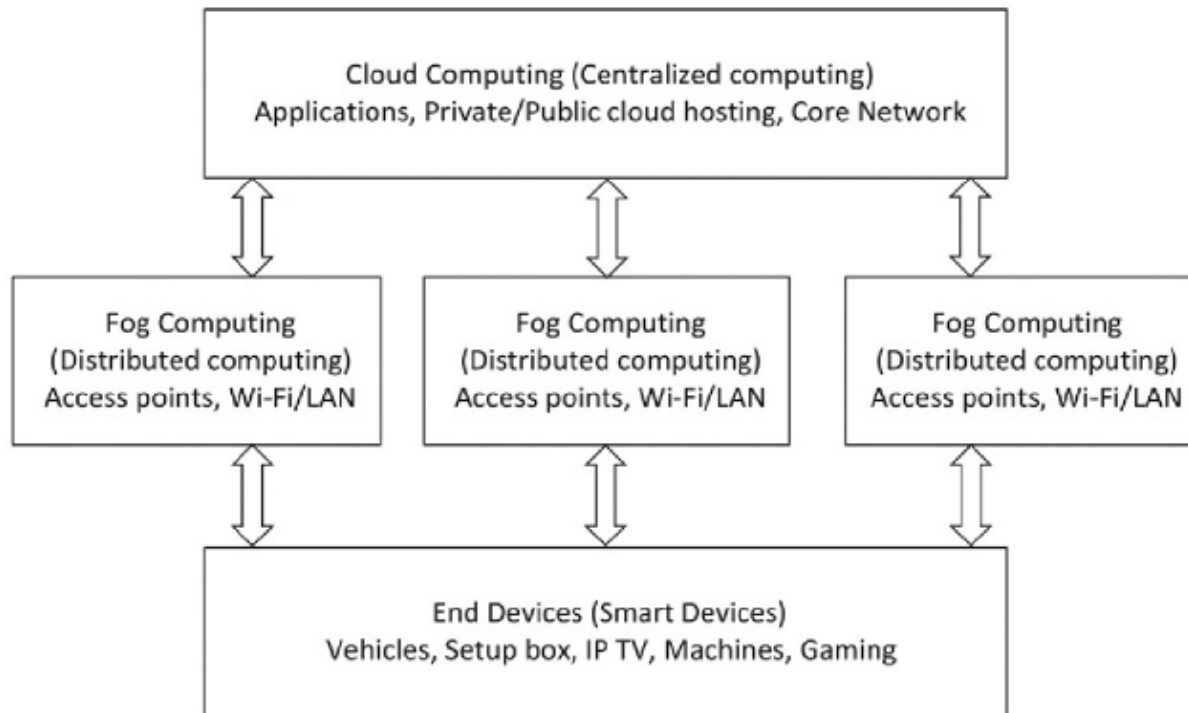 Cloud Computing (Centralized computing)
Applications, Private/Public cloud hosting, Core Network
Fog Computing
(Distributed computing)
Access points, Wi-Fi/LAN
Fog Computing
(Distributed computing)
Access points, Wi-Fi/LAN
Fog Computing
(Distributed computing)
Access points, Wi-Fi/LAN
End Devices (Smart Devices)
Vehicles, Setup box, IP TV, Machines, Gaming